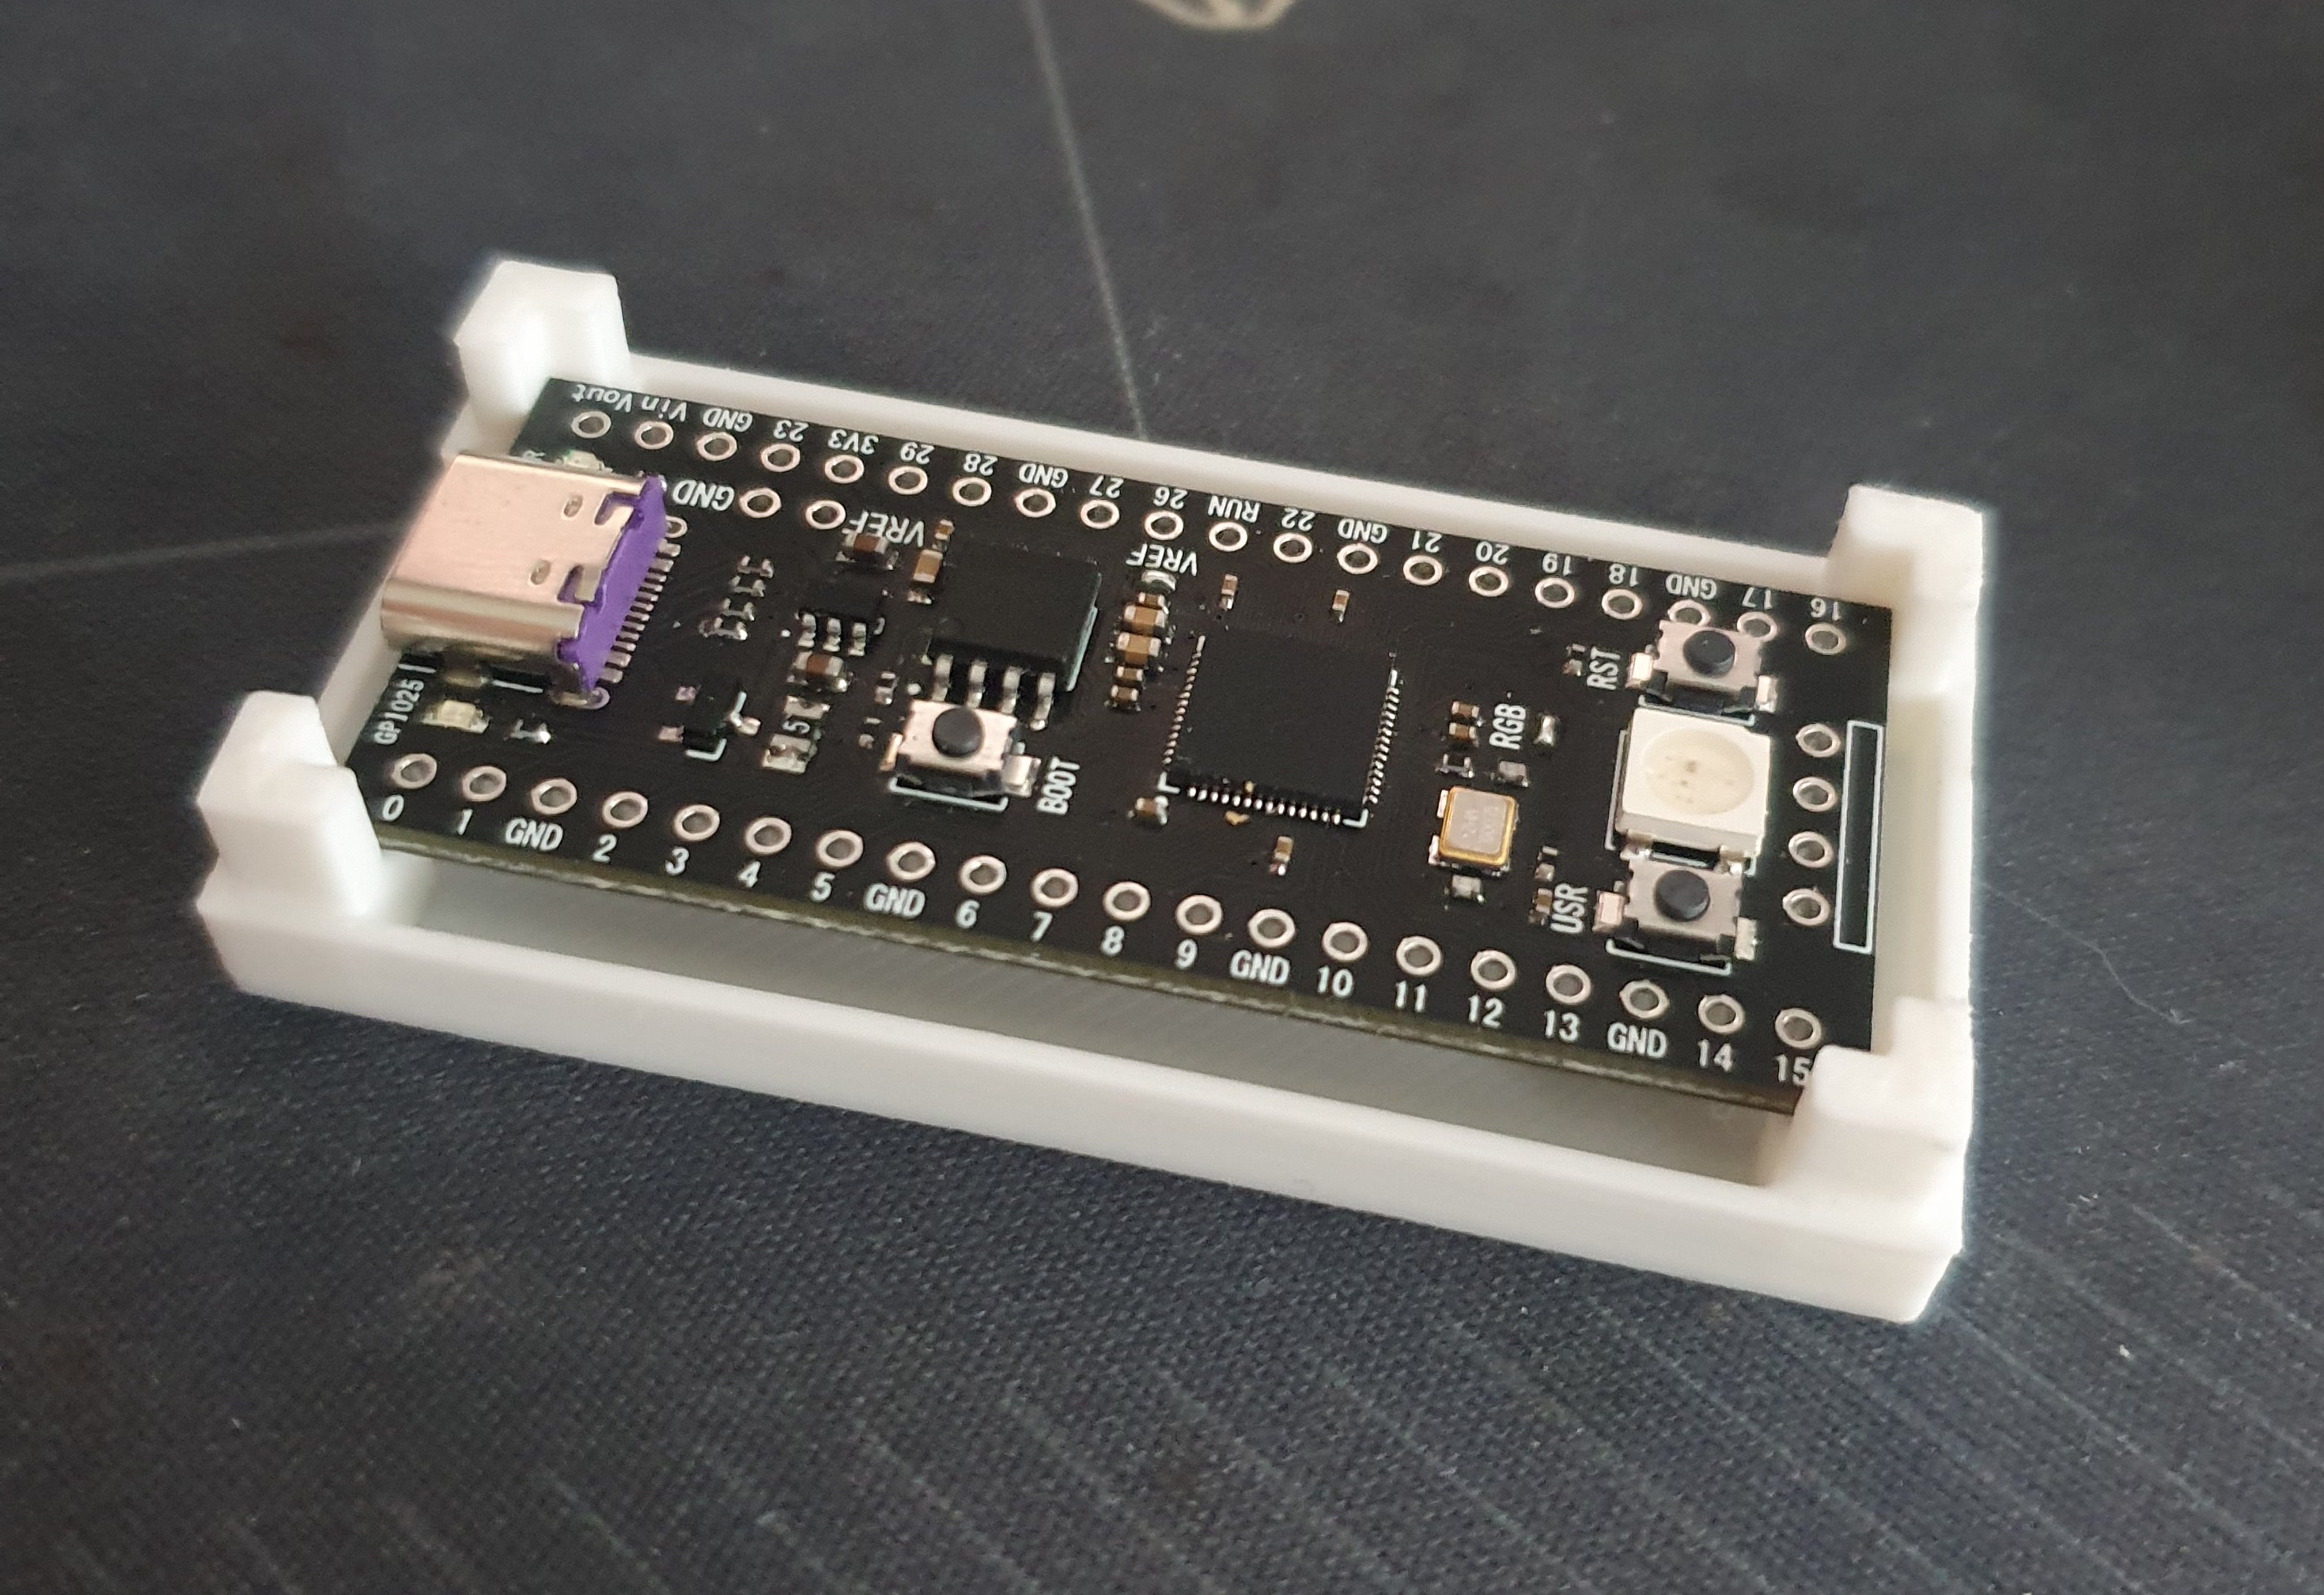 Vout Vin GND 23 3V3 29 28 GND 27 26 RUN 22 GND 21 20 19 18 GND 17 16
GND VREF
VREF
RST
RGB
GPIO25
BOOT
USR
0 1 GND 2 3 4 5 GND 6 7 8 9 GND 10 11 12 13 GND 14 15